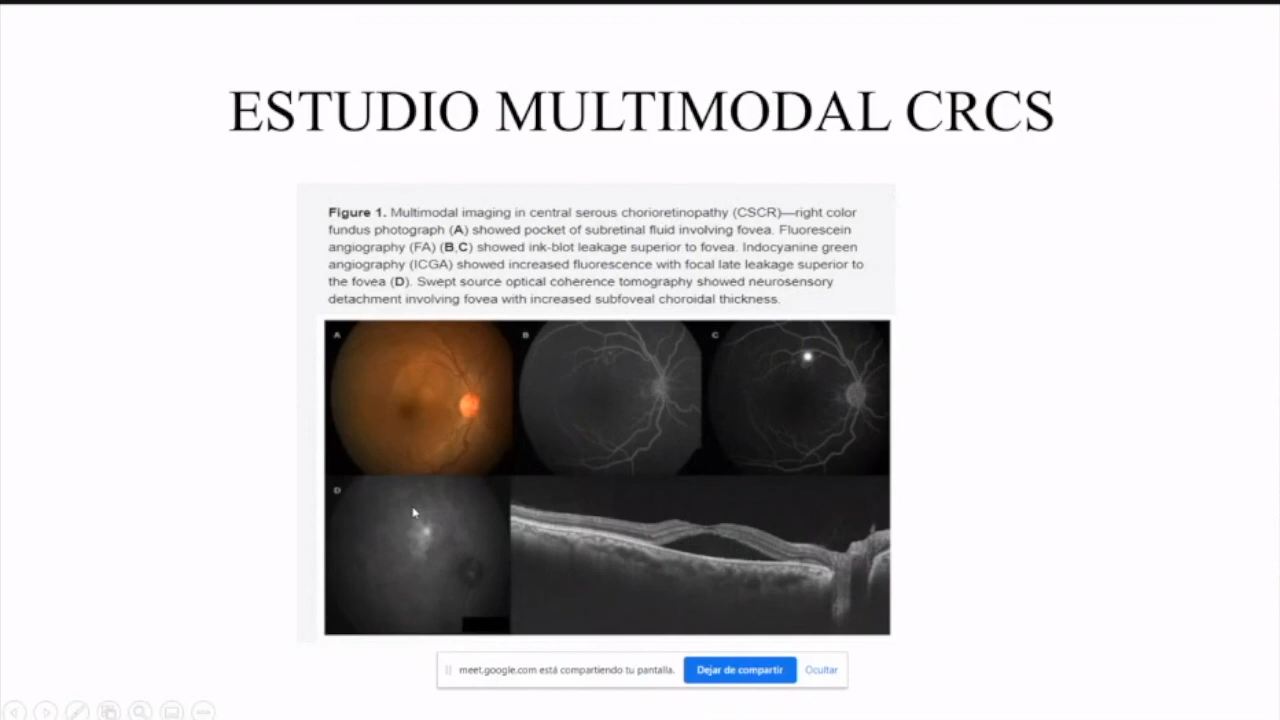 ESTUDIO MULTIMODAL CRCS
Figure 1. Multimodal imaging in central serous chorioretinopathy (CSCR)—right color
fundus photograph (A) showed pocket of subretinal fluid involving fovea. Fluorescein
angiography (FA) (B,C) showed ink-blot leakage superior to fovea. Indocyanine green
angiography (ICGA) showed increased fluorescence with focal late leakage superior to
the fovea (D). Swept source optical coherence tomography showed neurosensory
detachment involving fovea with increased subfoveal choroidal thickness.
A
B
C
D
meet.google.com está compartiendo tu pantalla.
Dejar de compartir
Ocultar